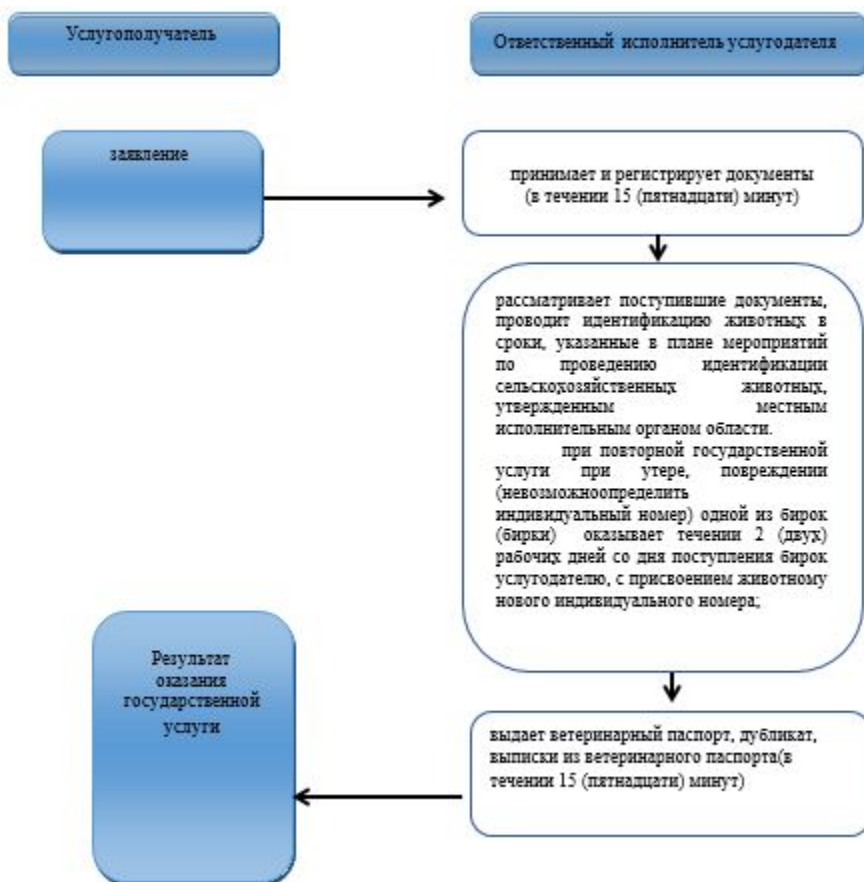 Услугополучатель
Ответственный исполнитель услугодателя
заявление
принимает и регистрирует документы
(в течении 15 (пятнадцати) минут)
рассматривает поступившие документы,
проводит идентификацию животных в
сроки, указанные в плане мероприятий
по проведению идентификации
сельскохозяйственных животных,
утвержденным местным
исполнительным органом области.
при повторной государственной
услуги при утере, повреждении
(невозможноопределить
индивидуальный номер) одной из бирок
(бирки) оказывает течении 2 (двух)
рабочих дней со дня поступления бирок
услугодателю, с присвоением животному
нового индивидуального номера;
Результат
оказания
государственной
услуги
выдает ветеринарный паспорт, дубликат,
выписки из ветеринарного паспорта(в
течении 15 (пятнадцати) минут)